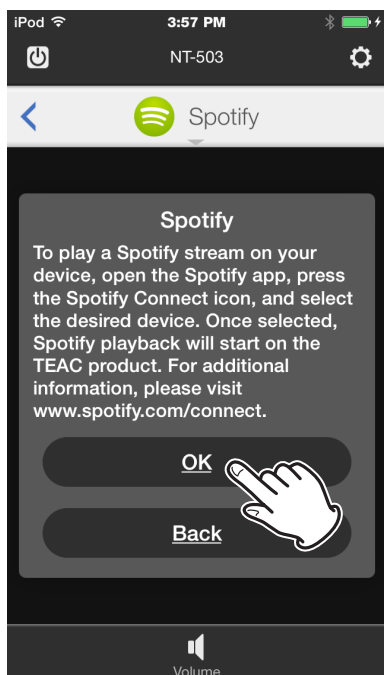 iPod 3:57 PM
NT-503
Spotify
Spotify
To play a Spotify stream on your
device, open the Spotify app, press
the Spotify Connect icon, and select
the desired device. Once selected,
Spotify playback will start on the
TEAC product. For additional
information, please visit
www.spotify.com/connect.
OK
Back
Volume